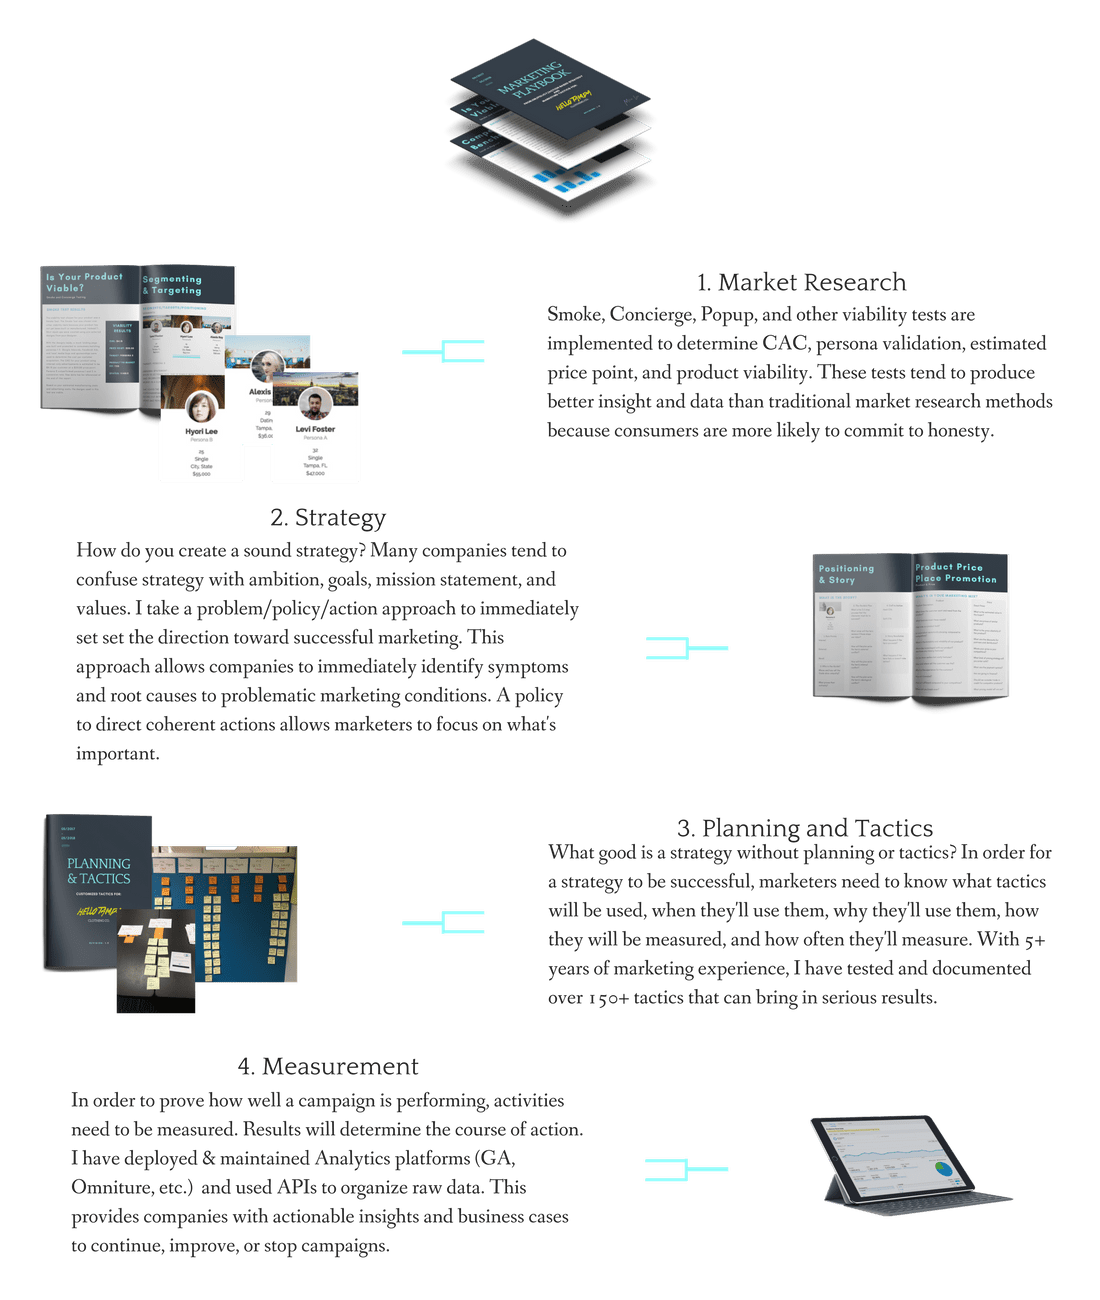 MARKETING
PLAYBOOK
HELLO TAMPA
Is Your Product
Viable?
Segmenting
& Targeting
VIABILITY
RESULTS
Hyori Lee
Persona B
25
Single
City, State
$55,000
Alexis
29
Tampa,
Levi Foster
Persona A
32
Single
Tampa, FL
$47,000
1. Market Research
Smoke, Concierge, Popup, and other viability tests are
implemented to determine CAC, persona validation, estimated
price point, and product viability. These tests tend to produce
better insight and data than traditional market research methods
because consumers are more likely to commit to honesty.
2. Strategy
How do you create a sound strategy? Many companies tend to
confuse strategy with ambition, goals, mission statement, and
values. I take a problem/policy/action approach to immediately
set set the direction toward successful marketing. This
approach allows companies to immediately identify symptoms
and root causes to problematic marketing conditions. A policy
to direct coherent actions allows marketers to focus on what's
important.
Positioning
& Story
Product Price
Place Promotion
PLANNING
& TACTICS
CUSTOMIZED TACTICS FOR:
HELLO TAMPA
CLOTHING CO.
3. Planning and Tactics
What good is a strategy without planning or tactics? In order for
a strategy to be successful, marketers need to know what tactics
will be used, when they'll use them, why they'll use them, how
they will be measured, and how often they'll measure. With 5+
years of marketing experience, I have tested and documented
over 150+ tactics that can bring in serious results.
4. Measurement
In order to prove how well a campaign is performing, activities
need to be measured. Results will determine the course of action.
I have deployed & maintained Analytics platforms (GA,
Omniture, etc.)  and used APIs to organize raw data. This
provides companies with actionable insights and business cases
to continue, improve, or stop campaigns.